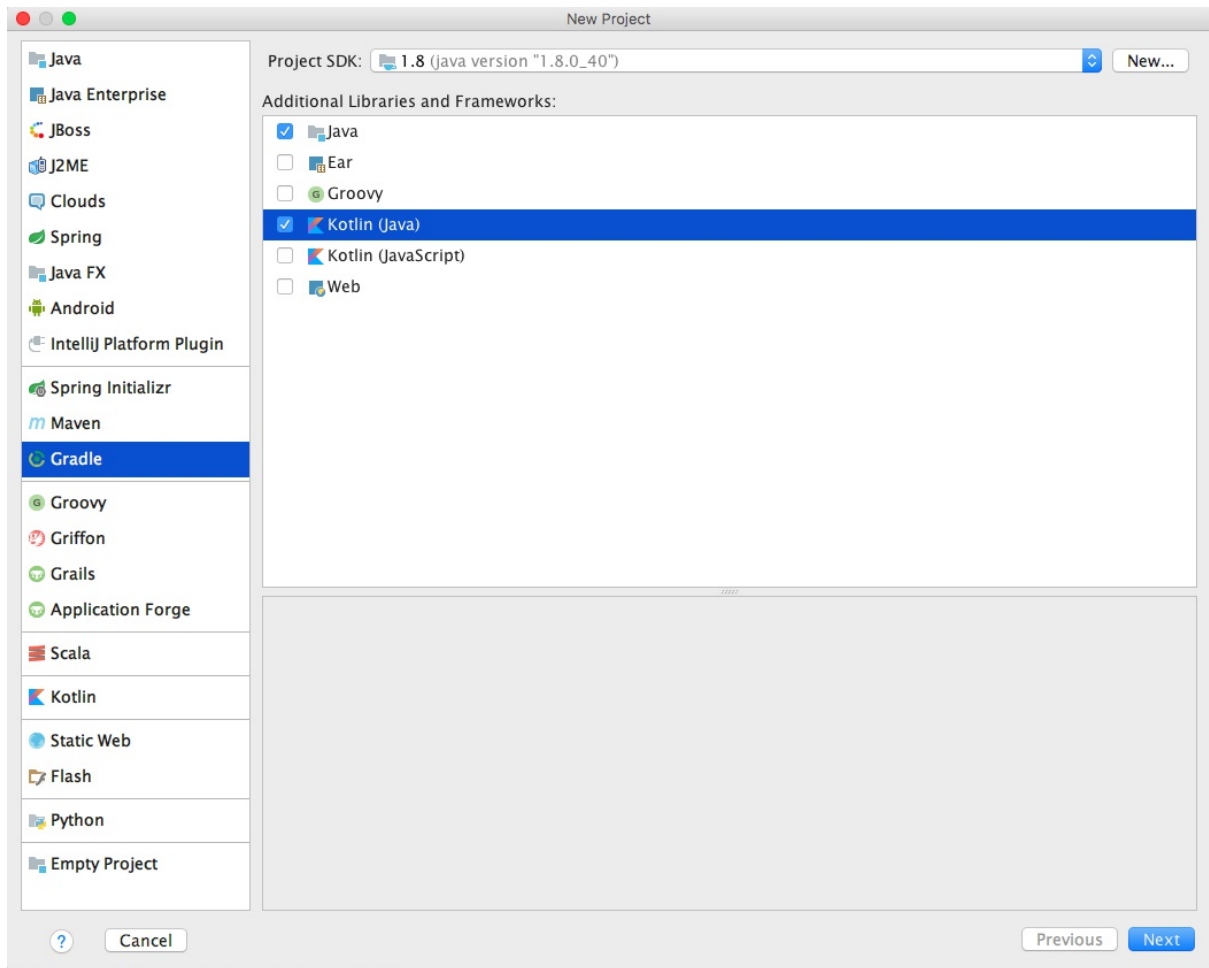 New Project
Java
Java Enterprise
JBoss
J2ME
Clouds
Spring
Java FX
Android
IntelliJ Platform Plugin
Spring Initializr
Maven
Gradle
Groovy
Griffon
Grails
Application Forge
Scala
Kotlin
Static Web
Flash
Python
Empty Project
Project SDK: 1.8 (java version "1.8.0_40") New...
Additional Libraries and Frameworks:
Java
Ear
Groovy
Kotlin (Java)
Kotlin (JavaScript)
Web
? Cancel Previous Next